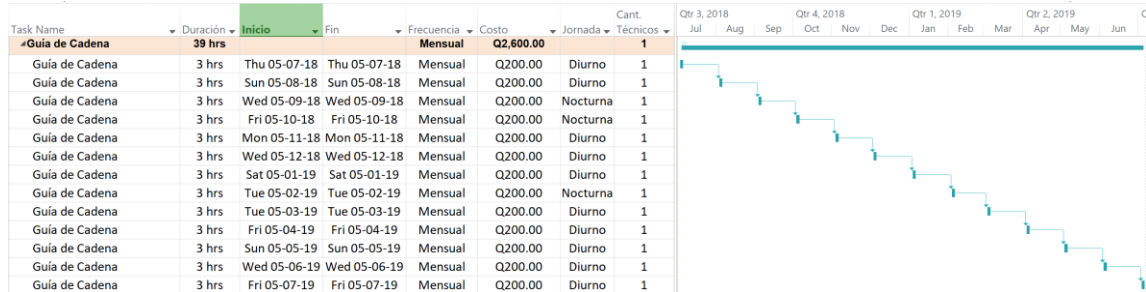 Cant. Qtr 3, 2018 Qtr 4, 2018 Qtr 1, 2019 Qtr 2, 2019
Task Name Duración Inicio Fin Frecuencia Costo Jornada Técnicos Jul Aug Sep Oct Nov Dec Jan Feb Mar Apr May Jun
Guía de Cadena 39 hrs Mensual Q2,600.00 1
Guía de Cadena 3 hrs Thu 05-07-18 Thu 05-07-18 Mensual Q200.00 Diurno 1
Guía de Cadena 3 hrs Sun 05-08-18 Sun 05-08-18 Mensual Q200.00 Diurno 1
Guía de Cadena 3 hrs Wed 05-09-18 Wed 05-09-18 Mensual Q200.00 Nocturna 1
Guía de Cadena 3 hrs Fri 05-10-18 Fri 05-10-18 Mensual Q200.00 Nocturna 1
Guía de Cadena 3 hrs Mon 05-11-18 Mon 05-11-18 Mensual Q200.00 Diurno 1
Guía de Cadena 3 hrs Wed 05-12-18 Wed 05-12-18 Mensual Q200.00 Diurno 1
Guía de Cadena 3 hrs Sat 05-01-19 Sat 05-01-19 Mensual Q200.00 Diurno 1
Guía de Cadena 3 hrs Tue 05-02-19 Tue 05-02-19 Mensual Q200.00 Nocturna 1
Guía de Cadena 3 hrs Tue 05-03-19 Tue 05-03-19 Mensual Q200.00 Diurno 1
Guía de Cadena 3 hrs Fri 05-04-19 Fri 05-04-19 Mensual Q200.00 Diurno 1
Guía de Cadena 3 hrs Sun 05-05-19 Sun 05-05-19 Mensual Q200.00 Diurno 1
Guía de Cadena 3 hrs Wed 05-06-19 Wed 05-06-19 Mensual Q200.00 Diurno 1
Guía de Cadena 3 hrs Fri 05-07-19 Fri 05-07-19 Mensual Q200.00 Diurno 1